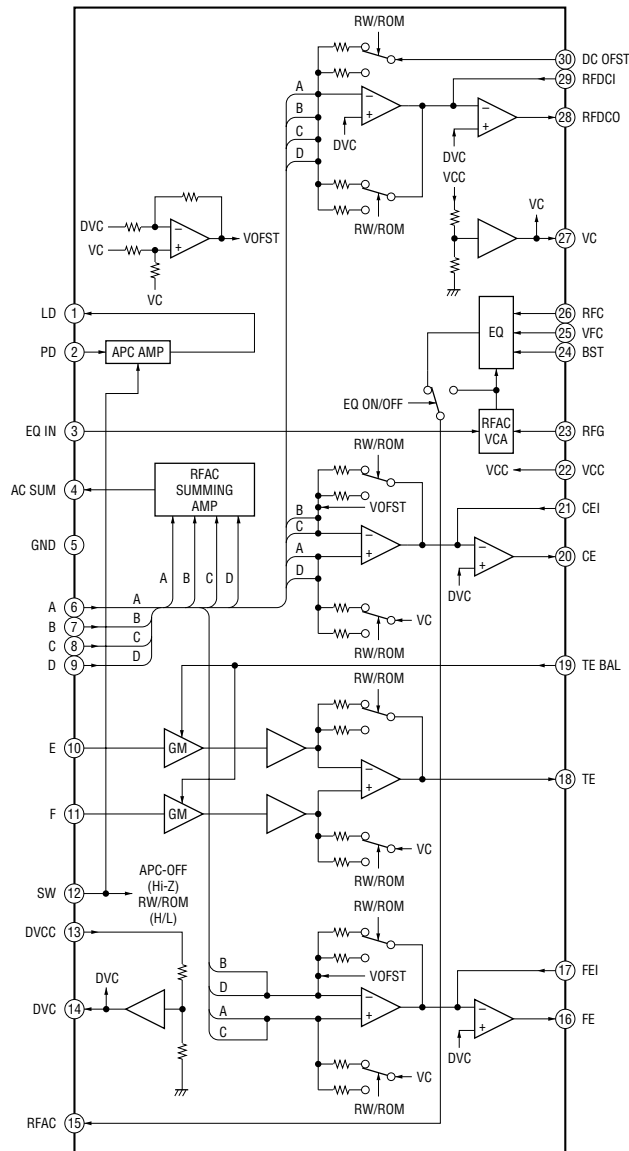 RW/ROM
30 DC OFST
29 RFDCI
A
B
DVC
28 RFDCO
C
DVC
D
VCC
RW/ROM
DVC
VC
VOFST
VC
VC
27 VC
LD 1
26 RFC
PD 2
APC AMP
EQ
25 VFC
24 BST
EQ ON/OFF
EQ IN 3
RFAC
VCA
23 RFG
RW/ROM
VCC
22 VCC
AC SUM 4
RFAC
SUMMING
AMP
21 CEI
B
VOFST
C
GND 5
A
20 CE
D
DVC
A B C D
A 6 A
B 7 B
C 8 C
D 9 D
VC
RW/ROM
19 TE BAL
RW/ROM
E 10
GM
18 TE
F 11
GM
VC
RW/ROM
SW 12
APC-OFF
(Hi-Z)
RW/ROM
(H/L)
RW/ROM
DVCC 13
B
VOFST
17 FEI
D
DVC
A
DVC 14
16 FE
C
DVC
VC
RW/ROM
RFAC 15